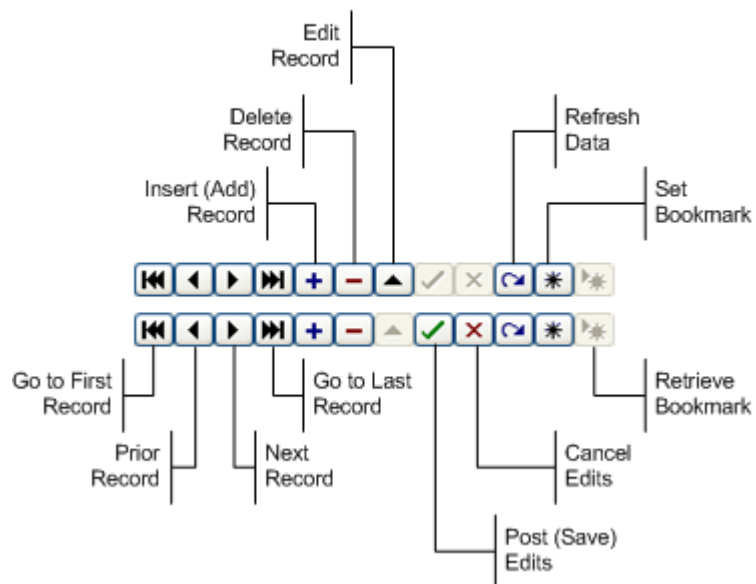 Edit
Record
Delete
Record
Refresh
Data
Insert (Add)
Record
Set
Bookmark
Go to First
Record
Go to Last
Record
Retrieve
Bookmark
Prior
Record
Next
Record
Cancel
Edits
Post (Save)
Edits